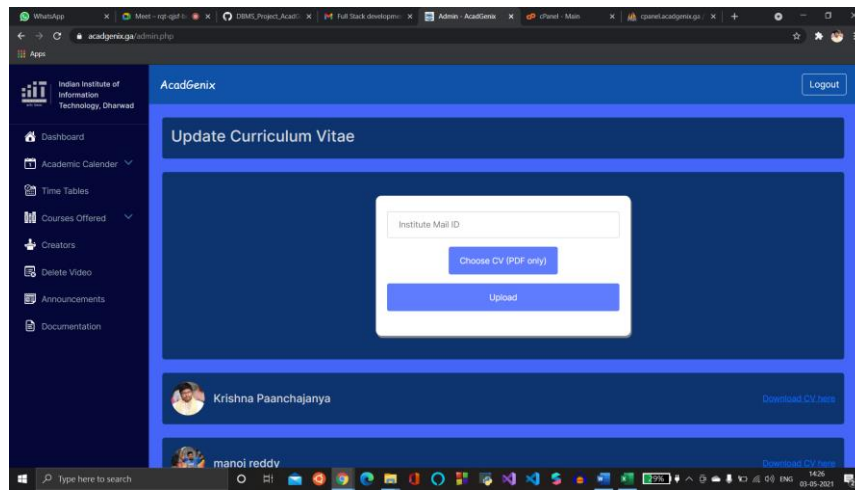 WhatsApp
Meet – rqt-qjsf-b
DBMS_Project_AcadG
Full Stack developme
Admin - AcadGenix
cPanel - Main
cpanel.acadgenix.ga /
acadgenix.ga/admin.php
Apps
Indian Institute of
Information
Technology, Dharwad
AcadGenix
Logout
Dashboard
Academic Calender
Time Tables
Courses Offered
Creators
Delete Video
Announcements
Documentation
Update Curriculum Vitae
Institute Mail ID
Choose CV (PDF only)
Upload
Krishna Paanchajanya
Download CV here
manoj reddy
Download CV here
Type here to search
29%
ENG
14:26
03-05-2021